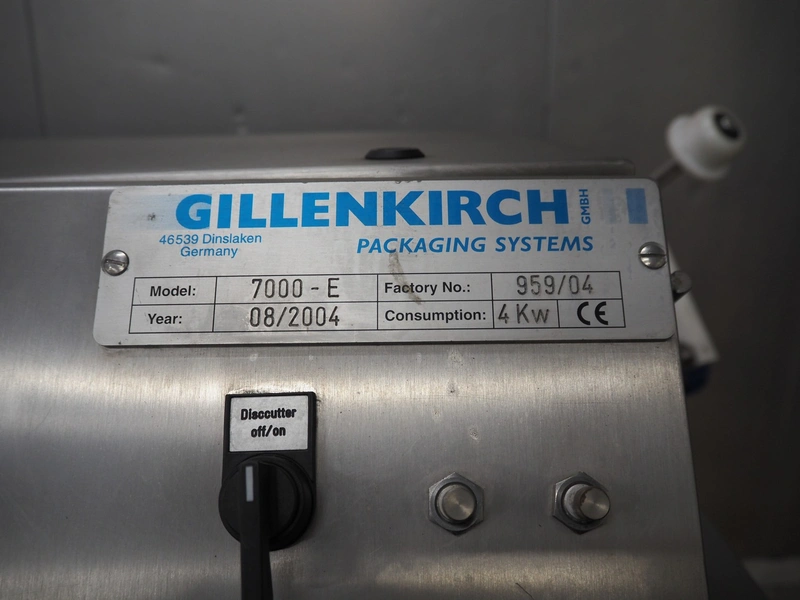 GILLENKIRCH GMBH
46539 Dinslaken
Germany
PACKAGING SYSTEMS
Model: 7000-E Factory No.: 959/04
Year: 08/2004 Consumption: 4 Kw CE
Disccutter
off/on